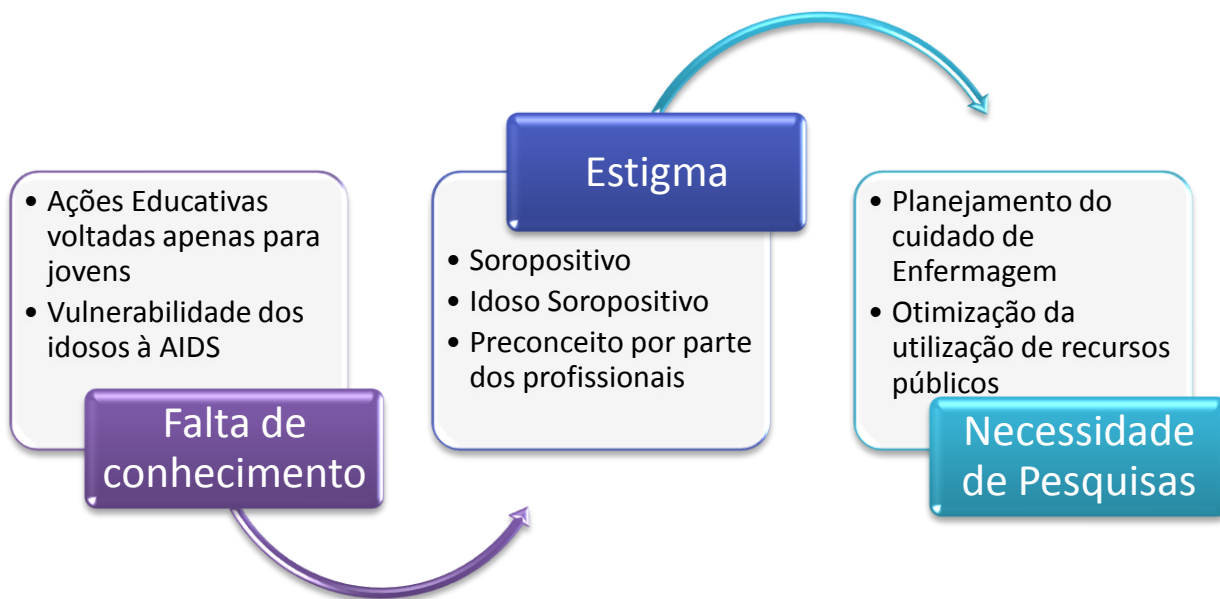 • Ações Educativas
voltadas apenas para
jovens
• Vulnerabilidade dos
idosos à AIDS
Falta de
conhecimento
Estigma
• Soropositivo
• Idoso Soropositivo
• Preconceito por parte
dos profissionais
• Planejamento do
cuidado de
Enfermagem
• Otimização da
utilização de recursos
públicos
Necessidade
de Pesquisas